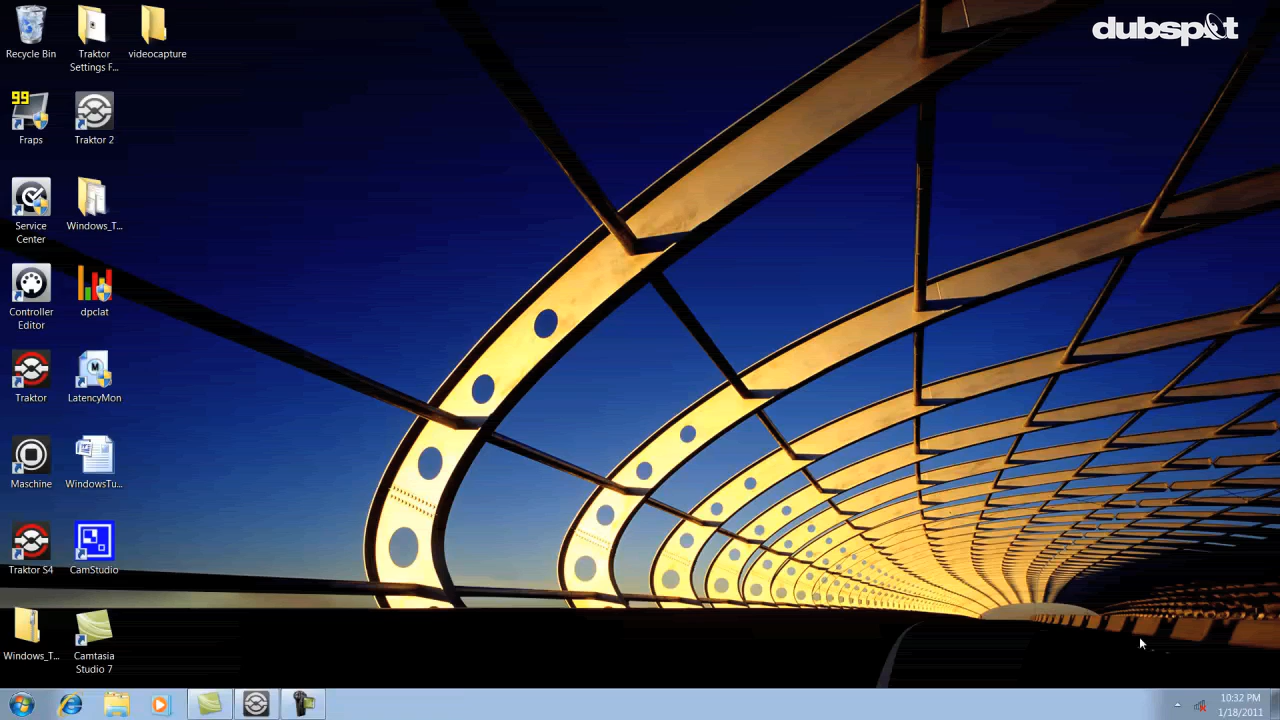 dubspot
Recycle Bin
Traktor
Settings F...
videocapture
99
Fraps
Traktor 2
Service
Center
Windows_T...
Controller
Editor
dpclat
Traktor
M
LatencyMon
Maschine
WindowsTu...
Traktor S4
CamStudio
Windows_T...
Camtasia
Studio 7
10:32 PM
1/18/2011